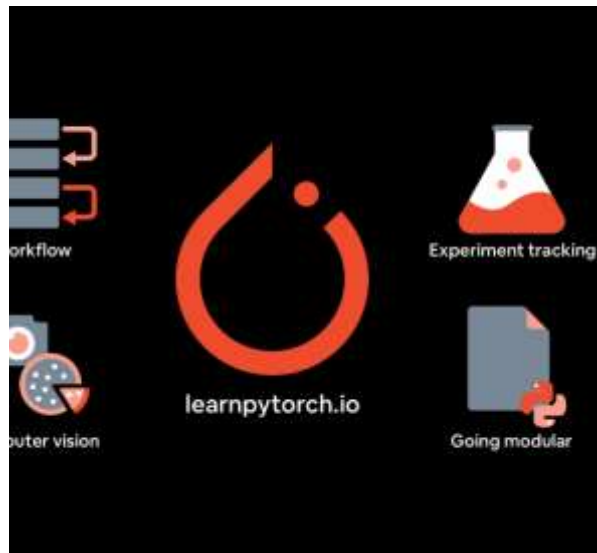 orkflow
Experiment tracking
learnpytorch.io
outer vision
Going modular